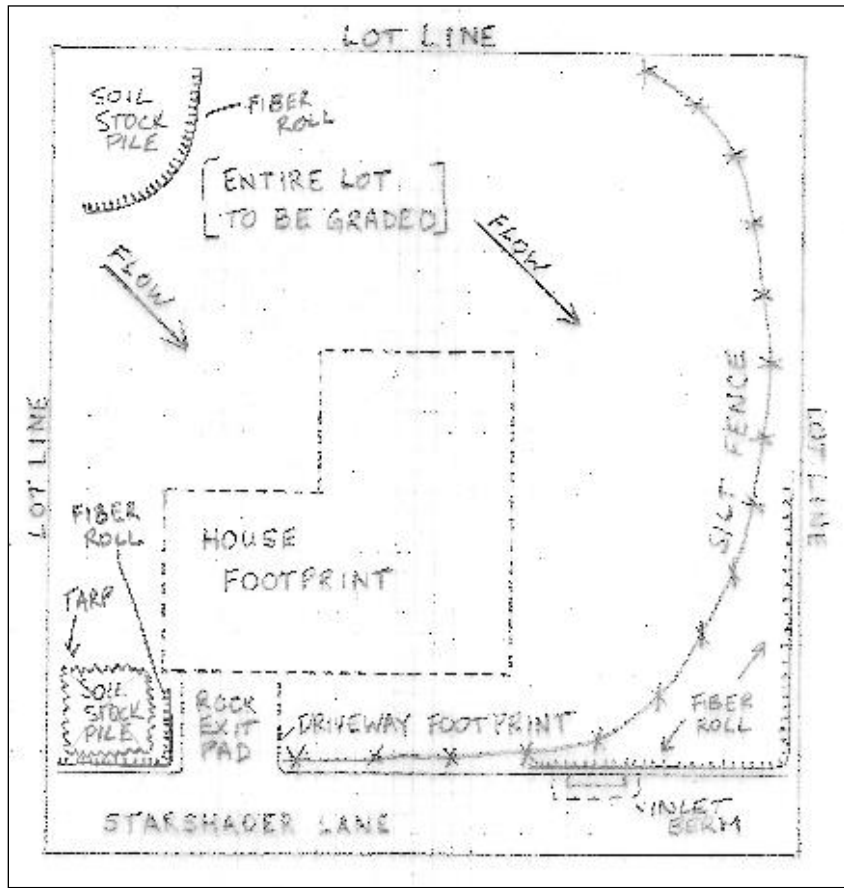 LOT LINE
SOIL
STOCK
PILE
FIBER
ROLL
[ENTIRE LOT
TO BE GRADED]
FLOW
FLOW
LOT LINE
SILT FENCE
LOT LINE
FIBER
ROLL
HOUSE
FOOTPRINT
TARP
SOIL
STOCK
PILE
ROCK
EXIT
PAD
DRIVEWAY FOOTPRINT
FIBER
ROLL
INLET
BERM
STARSHADER LANE